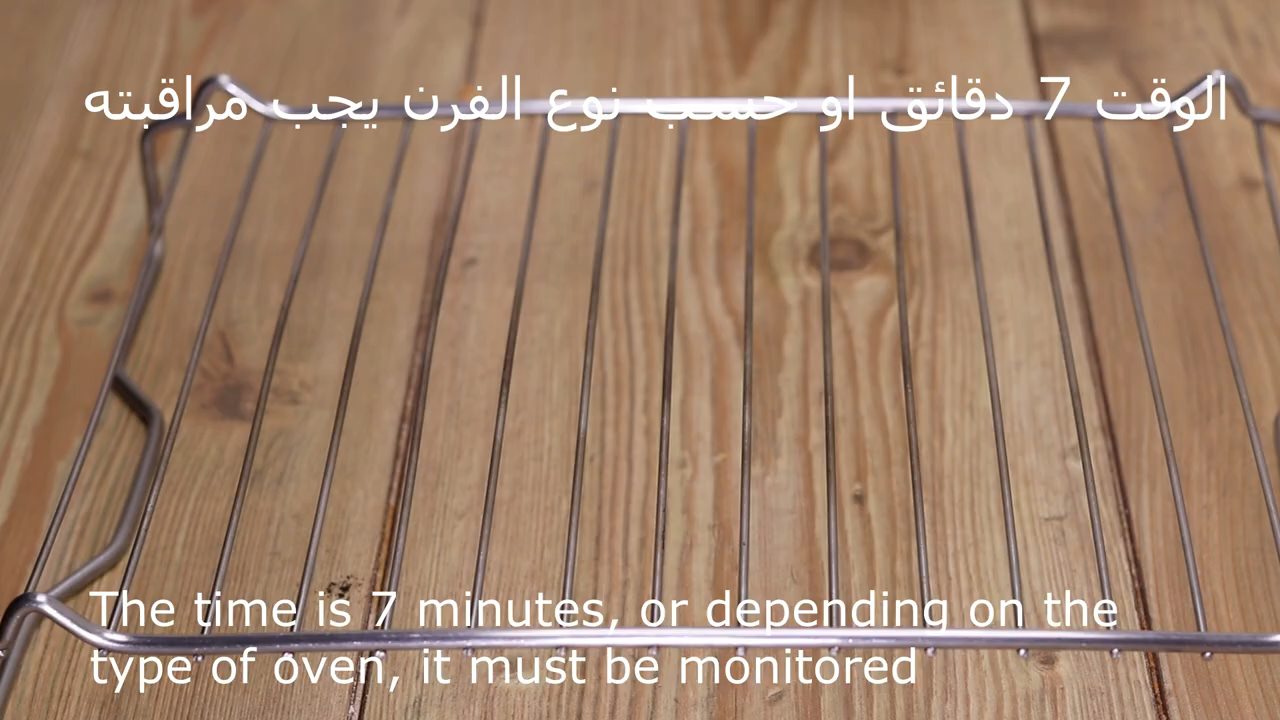 الوقت 7 دقائق او حسب نوع الفرن يجب مراقبته
The time is 7 minutes, or depending on the
type of oven, it must be monitored